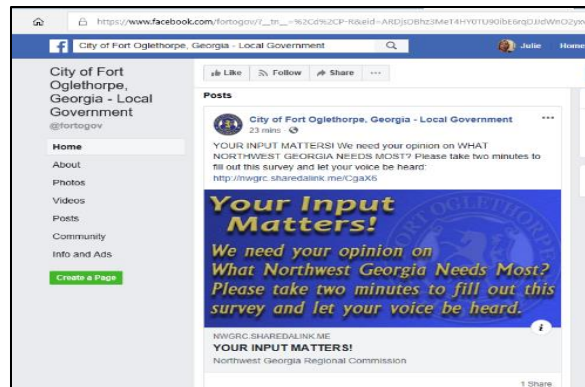 https://www.facebook.com/fortogov/?__tn__=%2Cd%2CP-R&eid=
City of Fort Oglethorpe, Georgia - Local Government
Julie Home
City of Fort
Oglethorpe,
Georgia - Local
Government
@fortogov
Home
About
Photos
Videos
Posts
Community
Info and Ads
Create a Page
Like Follow Share ...
Posts
City of Fort Oglethorpe, Georgia - Local Government ...
23 mins ·
YOUR INPUT MATTERS! We need your opinion on WHAT
NORTHWEST GEORGIA NEEDS MOST? Please take two minutes to
fill out this survey and let your voice be heard:
http://nwgrc.sharedalink.me/CgaX6
FORT OGLETHORPE
Your Input
Matters!
We need your opinion on
What Northwest Georgia Needs Most?
Please take two minutes to fill out this
survey and let your voice be heard.
i
NWGRC.SHAREDALINK.ME
YOUR INPUT MATTERS!
Northwest Georgia Regional Commission
1 Share